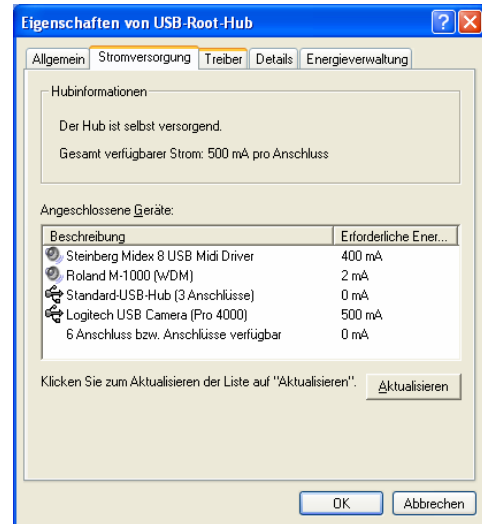 Eigenschaften von USB-Root-Hub
Allgemein Stromversorgung Treiber Details Energieverwaltung
Hubinformationen
Der Hub ist selbst versorgend.
Gesamt verfügbarer Strom: 500 mA pro Anschluss
Angeschlossene Geräte:
Beschreibung Erforderliche Ener...
Steinberg Midex 8 USB Midi Driver 400 mA
Roland M-1000 (WDM) 2 mA
Standard-USB-Hub (3 Anschlüsse) 0 mA
Logitech USB Camera (Pro 4000) 500 mA
6 Anschluss bzw. Anschlüsse verfügbar 0 mA
Klicken Sie zum Aktualisieren der Liste auf "Aktualisieren". Aktualisieren
OK Abbrechen